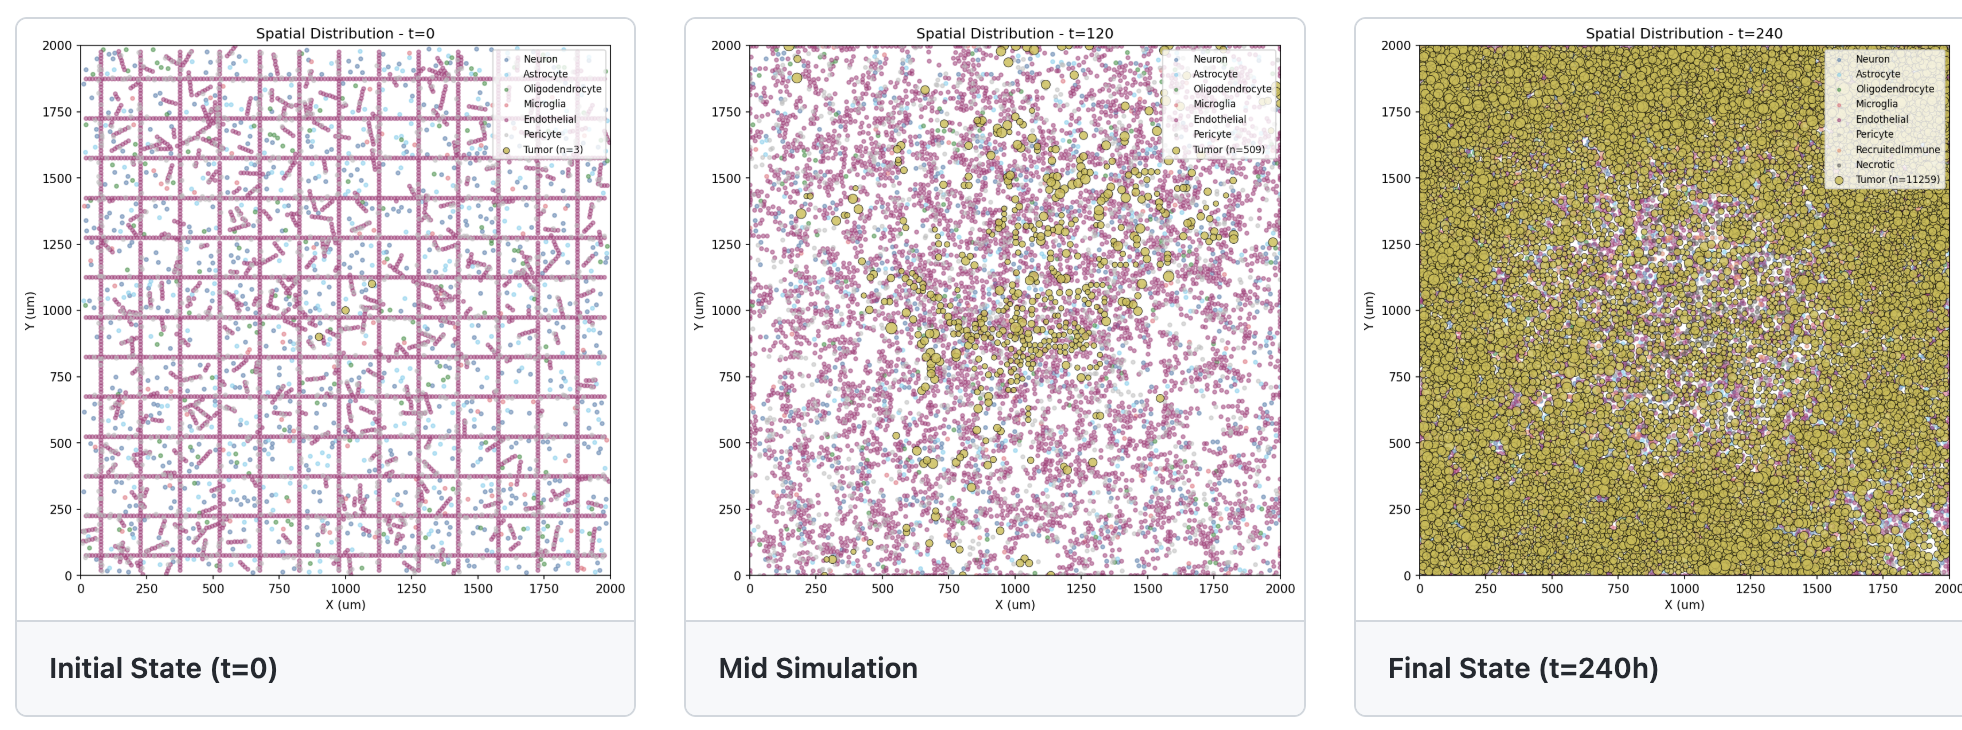 Spatial Distribution - t=0
2000
1750
1500
1250
1000
750
500
250
0
Y (um)
0 250 500 750 1000 1250 1500 1750 2000
X (um)
Neuron
Astrocyte
Oligodendrocyte
Microglia
Endothelial
Pericyte
Tumor (n=3)
Initial State (t=0)
Spatial Distribution - t=120
2000
1750
1500
1250
1000
750
500
250
0
Y (um)
0 250 500 750 1000 1250 1500 1750 2000
X (um)
Neuron
Astrocyte
Oligodendrocyte
Microglia
Endothelial
Pericyte
Tumor (n=509)
Mid Simulation
Spatial Distribution - t=240
2000
1750
1500
1250
1000
750
500
250
0
Y (um)
0 250 500 750 1000 1250 1500 1750 2000
X (um)
Neuron
Astrocyte
Oligodendrocyte
Microglia
Endothelial
Pericyte
RecruitedImmune
Necrotic
Tumor (n=11259)
Final State (t=240h)